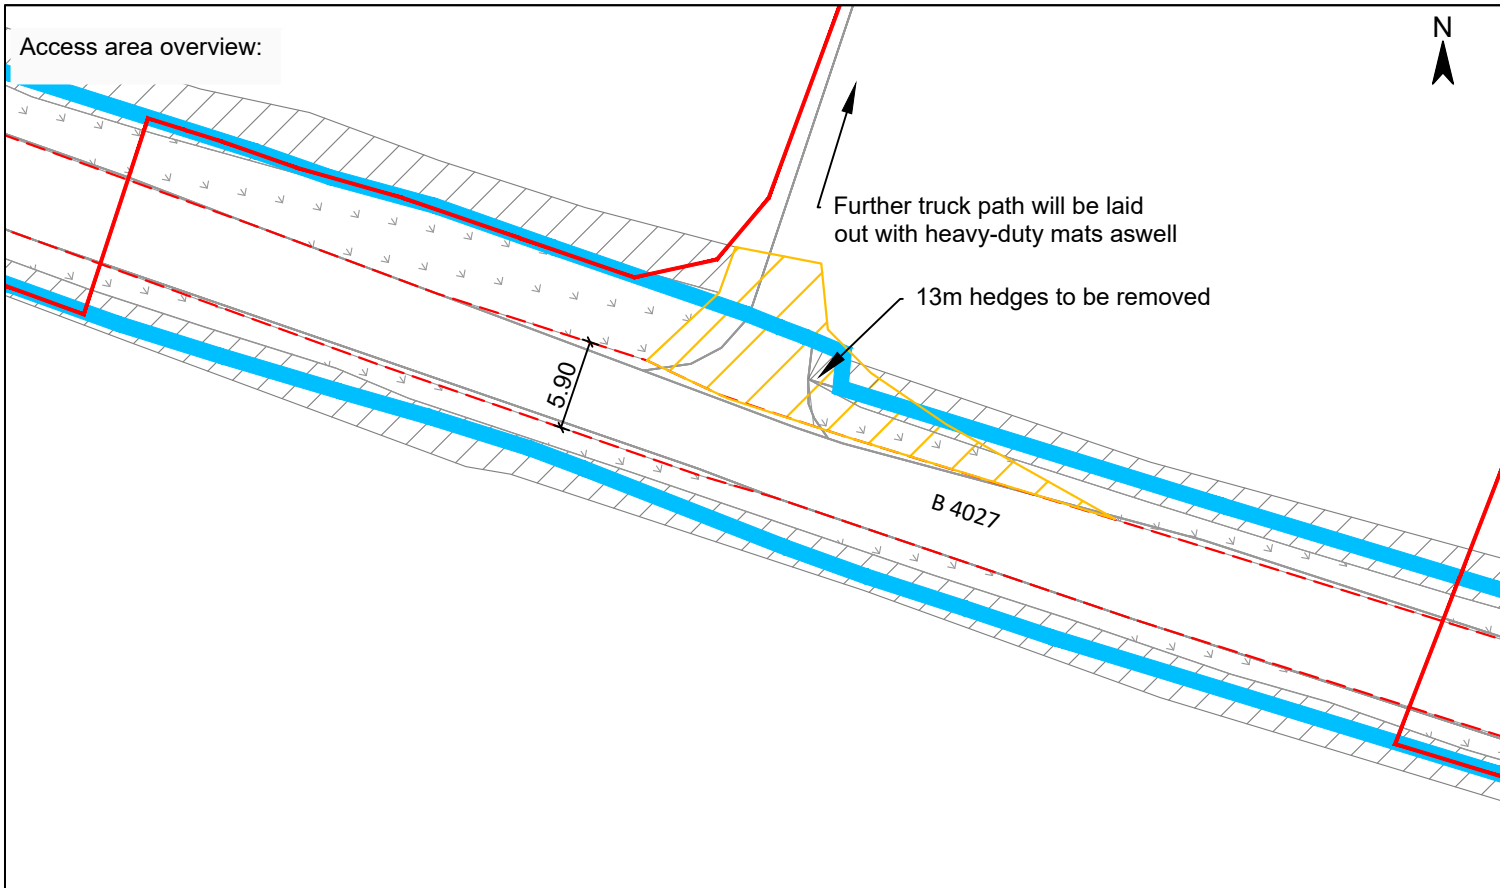 Access area overview:
N
Further truck path will be laid
out with heavy-duty mats aswell
13m hedges to be removed
5.90
B 4027